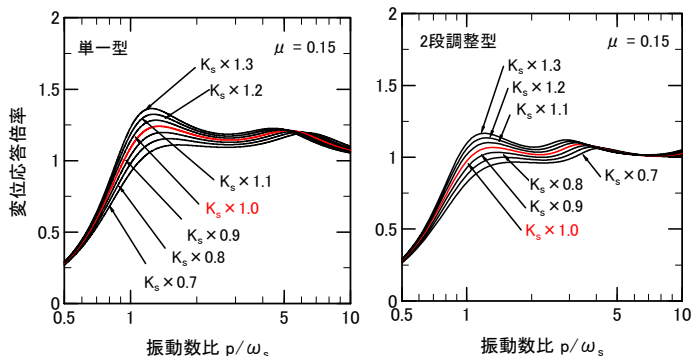 単一型
μ = 0.15
Ks × 1.3
Ks × 1.2
Ks × 1.1
Ks × 1.0
Ks × 0.9
Ks × 0.8
Ks × 0.7
変位応答倍率
2
1.5
1
0.5
0
0.5
1
5
10
振動数比 p/ωs
2段調整型
μ = 0.15
Ks × 1.3
Ks × 1.2
Ks × 1.1
Ks × 0.7
Ks × 0.8
Ks × 0.9
Ks × 1.0
2
1.5
1
0.5
0
0.5
1
5
10
振動数比 p/ωs